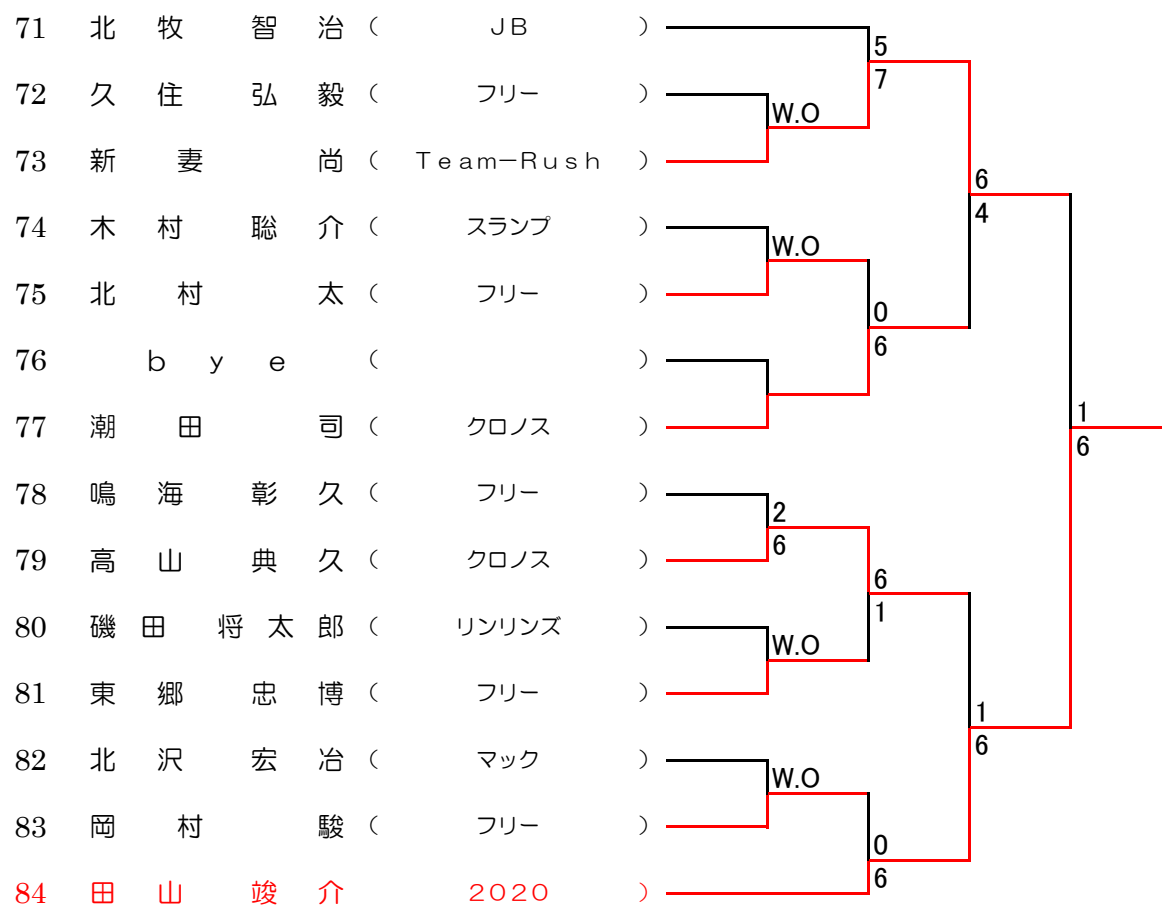 71 北 牧 智 治 ( JB )
5
72 久 住 弘 毅 ( フリー )
7
W.O
73 新 妻 尚 ( Team-Rush )
6
4
74 木 村 聡 介 ( スランプ )
W.O
75 北 村 太 ( フリー )
0
6
76 b y e ( )
77 潮 田 司 ( クロノス )
1
6
78 鳴 海 彰 久 ( フリー )
2
6
79 高 山 典 久 ( クロノス )
6
1
80 磯 田 将 太 郎 ( リンリンズ )
W.O
81 東 郷 忠 博 ( フリー )
1
6
82 北 沢 宏 冶 ( マック )
W.O
83 岡 村 駿 ( フリー )
0
6
84 田 山 竣 介 2020 )